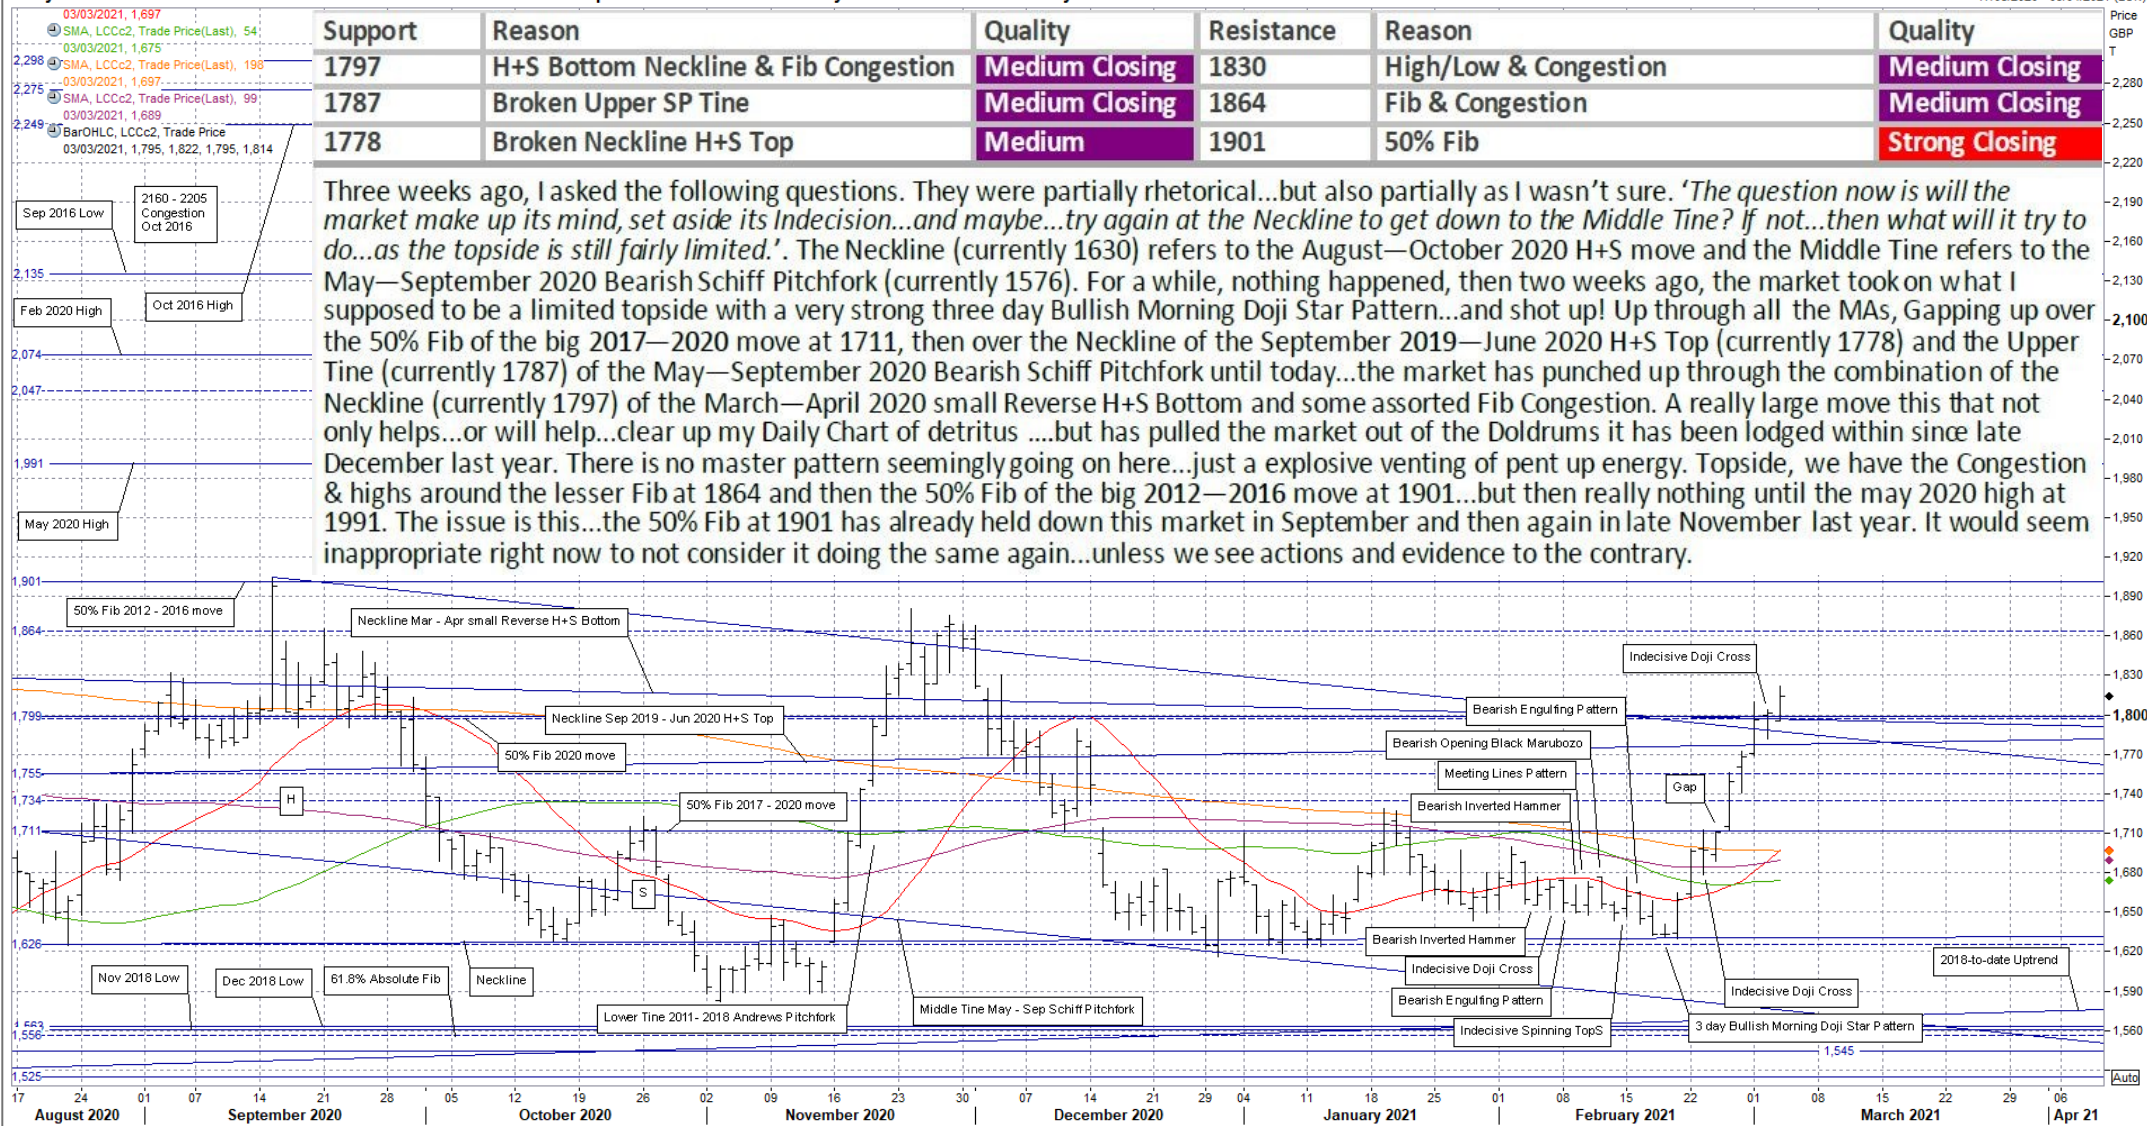 03/03/2021, 1,697
SMA, LCCc2, Trade Price(Last), 54
03/03/2021, 1,675
SMA, LCCc2, Trade Price(Last), 198
03/03/2021, 1,697
SMA, LCCc2, Trade Price(Last), 99
03/03/2021, 1,689
BarOHLC, LCCc2, Trade Price
03/03/2021, 1,795, 1,822, 1,795, 1,814
Support Reason Quality Resistance Reason Quality
1797 H+S Bottom Neckline & Fib Congestion Medium Closing 1830 High/Low & Congestion Medium Closing
1787 Broken Upper SP Tine Medium Closing 1864 Fib & Congestion Medium Closing
1778 Broken Neckline H+S Top Medium 1901 50% Fib Strong Closing
Three weeks ago, I asked the following questions. They were partially rhetorical...but also partially as I wasn't sure. 'The question now is will the
market make up its mind, set aside its Indecision...and maybe...try again at the Neckline to get down to the Middle Tine? If not...then what will it try to
do...as the topside is still fairly limited.'. The Neckline (currently 1630) refers to the August—October 2020 H+S move and the Middle Tine refers to the
May—September 2020 Bearish Schiff Pitchfork (currently 1576). For a while, nothing happened, then two weeks ago, the market took on what I
supposed to be a limited topside with a very strong three day Bullish Morning Doji Star Pattern...and shot up! Up through all the MAs, Gapping up over
the 50% Fib of the big 2017—2020 move at 1711, then over the Neckline of the September 2019—June 2020 H+S Top (currently 1778) and the Upper
Tine (currently 1787) of the May—September 2020 Bearish Schiff Pitchfork until today...the market has punched up through the combination of the
Neckline (currently 1797) of the March—April 2020 small Reverse H+S Bottom and some assorted Fib Congestion. A really large move this that not
only helps...or will help...clear up my Daily Chart of detritus ....but has pulled the market out of the Doldrums it has been lodged within since late
December last year. There is no master pattern seemingly going on here...just a explosive venting of pent up energy. Topside, we have the Congestion
& highs around the lesser Fib at 1864 and then the 50% Fib of the big 2012—2016 move at 1901...but then really nothing until the may 2020 high at
1991. The issue is this...the 50% Fib at 1901 has already held down this market in September and then again in late November last year. It would seem
inappropriate right now to not consider it doing the same again...unless we see actions and evidence to the contrary.
2,298
2,275
2,249
2,135
2,074
2,047
1,991
1,901
1,864
1,799
1,755
1,734
1,711
1,626
1,563
1,556
1,525
Sep 2016 Low
2160 - 2205
Congestion
Oct 2016
Feb 2020 High
Oct 2016 High
May 2020 High
50% Fib 2012 - 2016 move
Neckline Mar - Apr small Reverse H+S Bottom
Indecisive Doji Cross
Neckline Sep 2019 - Jun 2020 H+S Top
Bearish Engulfing Pattern
50% Fib 2020 move
Bearish Opening Black Marubozo
Meeting Lines Pattern
Gap
H
50% Fib 2017 - 2020 move
Bearish Inverted Hammer
S
Bearish Inverted Hammer
Indecisive Doji Cross
2018-to-date Uptrend
Nov 2018 Low
Dec 2018 Low
61.8% Absolute Fib
Neckline
Bearish Engulfing Pattern
Indecisive Doji Cross
Lower Tine 2011- 2018 Andrews Pitchfork
Middle Tine May - Sep Schiff Pitchfork
Indecisive Spinning TopS
3 day Bullish Morning Doji Star Pattern
1,545
Price
GBP
T
2,280
2,250
2,220
2,190
2,160
2,130
2,100
2,070
2,040
2,010
1,980
1,950
1,920
1,890
1,860
1,830
1,800
1,770
1,740
1,710
1,680
1,650
1,620
1,590
1,560
Auto
17 24 01 07 14 21 28 05 12 19 26 02 09 16 23 30 07 14 21 29 04 11 18 25 01 08 15 22 01 08 15 22 29 06
August 2020 September 2020 October 2020 November 2020 December 2020 January 2021 February 2021 March 2021 Apr 21